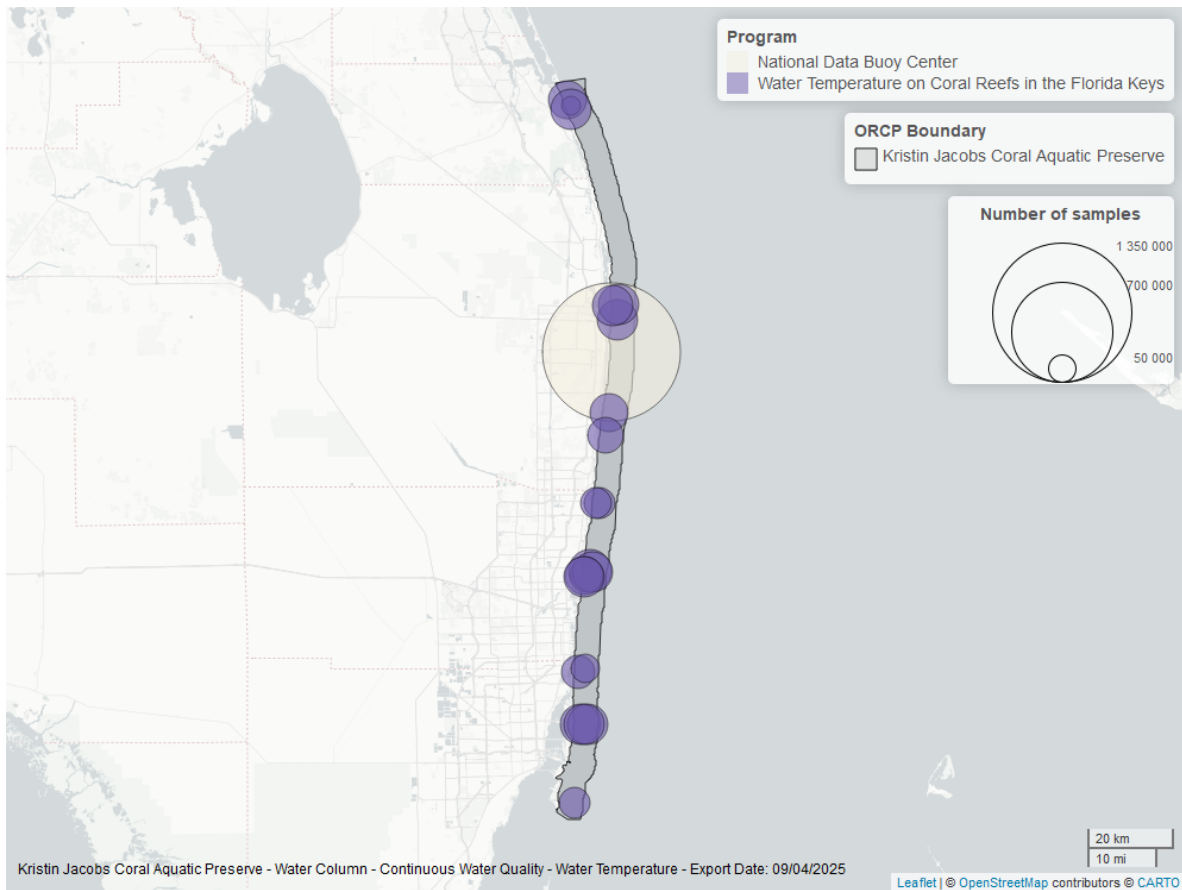 Program
National Data Buoy Center
Water Temperature on Coral Reefs in the Florida Keys
ORCP Boundary
Kristin Jacobs Coral Aquatic Preserve
Number of samples
1 350 000
700 000
50 000
20 km
10 mi
Kristin Jacobs Coral Aquatic Preserve - Water Column - Continuous Water Quality - Water Temperature - Export Date: 09/04/2025
Leaflet | © OpenStreetMap contributors © CARTO